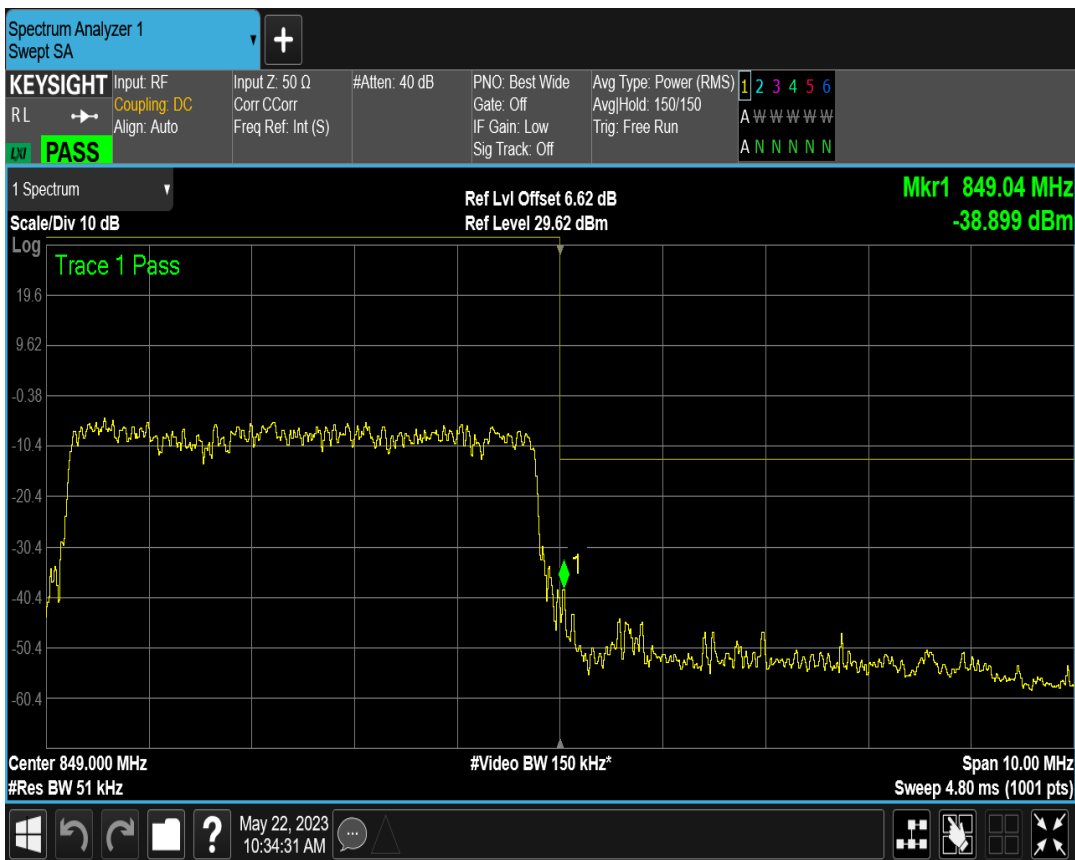 Spectrum Analyzer 1
Swept SA
KEYSIGHT
RL
LXI
PASS
Input: RF
Coupling: DC
Align: Auto
Input Z: 50 Ω
Corr CCorr
Freq Ref: Int (S)
#Atten: 40 dB
PNO: Best Wide
Gate: Off
IF Gain: Low
Sig Track: Off
Avg Type: Power (RMS)
Avg|Hold: 150/150
Trig: Free Run
1 2 3 4 5 6
A W W W W W
A N N N N N
1 Spectrum
Scale/Div 10 dB
Ref Lvl Offset 6.62 dB
Ref Level 29.62 dBm
Mkr1 849.04 MHz
-38.899 dBm
Log
Trace 1 Pass
19.6
9.62
-0.38
-10.4
-20.4
-30.4
1
-40.4
-50.4
-60.4
Center 849.000 MHz
#Video BW 150 kHz*
Span 10.00 MHz
#Res BW 51 kHz
Sweep 4.80 ms (1001 pts)
?
May 22, 2023
10:34:31 AM